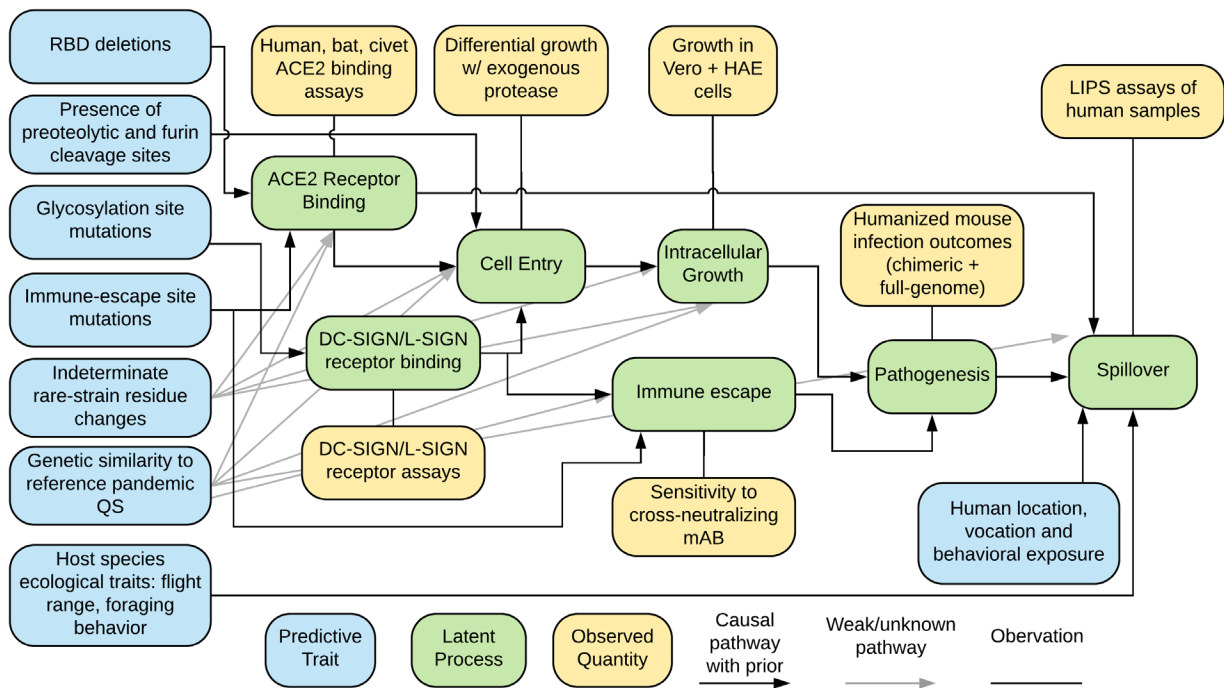 RBD deletions
Presence of
preoteolytic and furin
cleavage sites
Glycosylation site
mutations
Immune-escape site
mutations
Indeterminate
rare-strain residue
changes
Genetic similarity to
reference pandemic
QS
Host species
ecological traits: flight
range, foraging
behavior
Human, bat, civet
ACE2 binding
assays
Differential growth
w/ exogenous
protease
Growth in
Vero + HAE
cells
LIPS assays of
human samples
ACE2 Receptor
Binding
Cell Entry
Intracellular
Growth
Humanized mouse
infection outcomes
(chimeric +
full-genome)
DC-SIGN/L-SIGN
receptor binding
Immune escape
Pathogenesis
Spillover
DC-SIGN/L-SIGN
receptor assays
Sensitivity to
cross-neutralizing
mAB
Human location,
vocation and
behavioral exposure
Predictive
Trait
Latent
Process
Observed
Quantity
Causal
pathway
with prior
Weak/unknown
pathway
Obervation